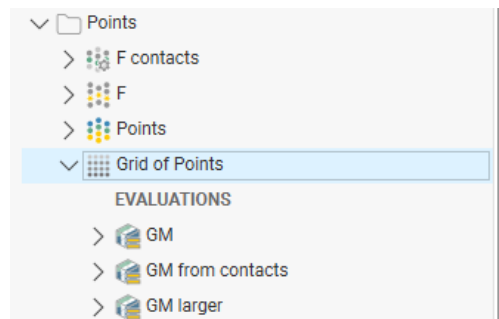 Points
F contacts
F
Points
Grid of Points
EVALUATIONS
GM
GM from contacts
GM larger